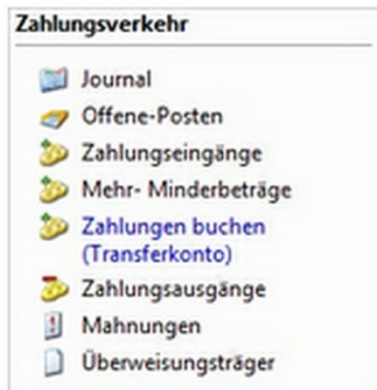 Zahlungsverkehr
Journal
Offene-Posten
Zahlungseingänge
Mehr- Minderbeträge
Zahlungen buchen
(Transferkonto)
Zahlungsausgänge
Mahnungen
Überweisungsträger